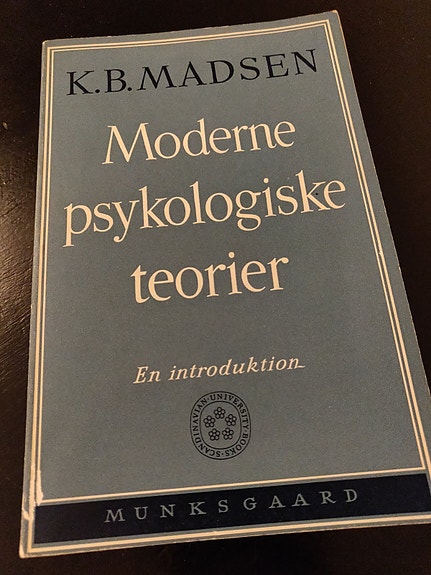 K.B.MADSEN
Moderne
psykologiske
teorier
En introduktion
SCANDINAVIAN·UNIVERSITY·BOOKS·
MUNKSGAARD